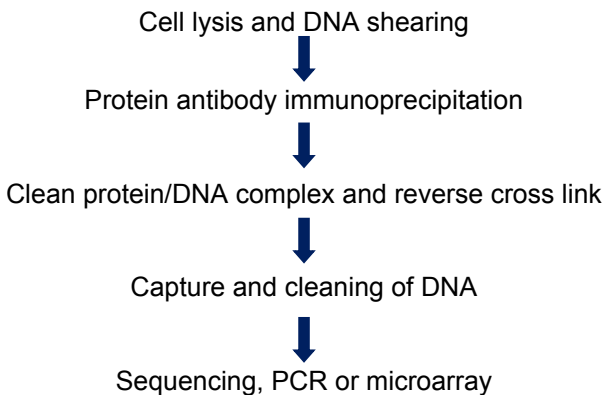 Cell lysis and DNA shearing
Protein antibody immunoprecipitation
Clean protein/DNA complex and reverse cross link
Capture and cleaning of DNA
Sequencing, PCR or microarray